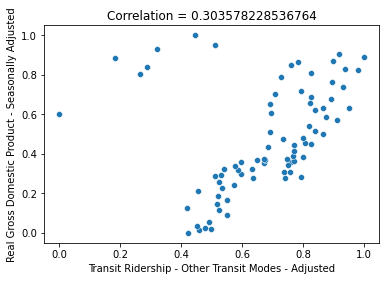 Correlation = 0.303578228536764
Real Gross Domestic Product - Seasonally Adjusted
1.0
0.8
0.6
0.4
0.2
0.0
0.0 0.2 0.4 0.6 0.8 1.0
Transit Ridership - Other Transit Modes - Adjusted